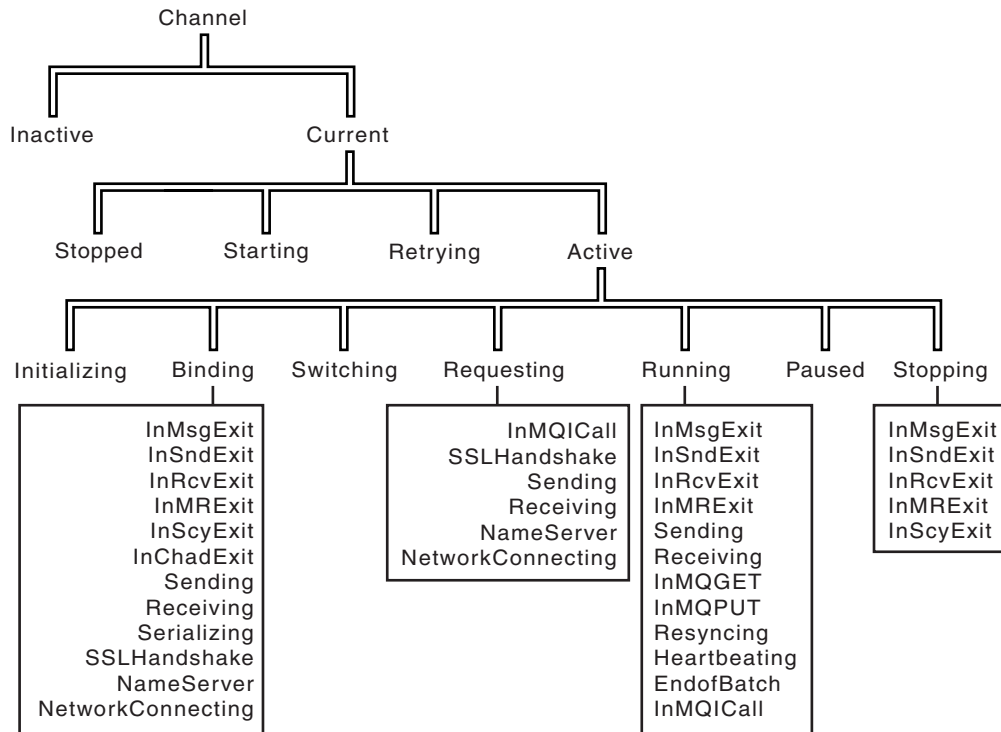 Channel
Inactive
Current
Stopped
Starting
Retrying
Active
Initializing
Binding
Switching
Requesting
Running
Paused
Stopping
InMsgExit
InSndExit
InRcvExit
InMRExit
InScyExit
InChadExit
Sending
Receiving
Serializing
SSLHandshake
NameServer
NetworkConnecting
InMQICall
SSLHandshake
Sending
Receiving
NameServer
NetworkConnecting
InMsgExit
InSndExit
InRcvExit
InMRExit
Sending
Receiving
InMQGET
InMQPUT
Resyncing
Heartbeating
EndofBatch
InMQICall
InMsgExit
InSndExit
InRcvExit
InMRExit
InScyExit